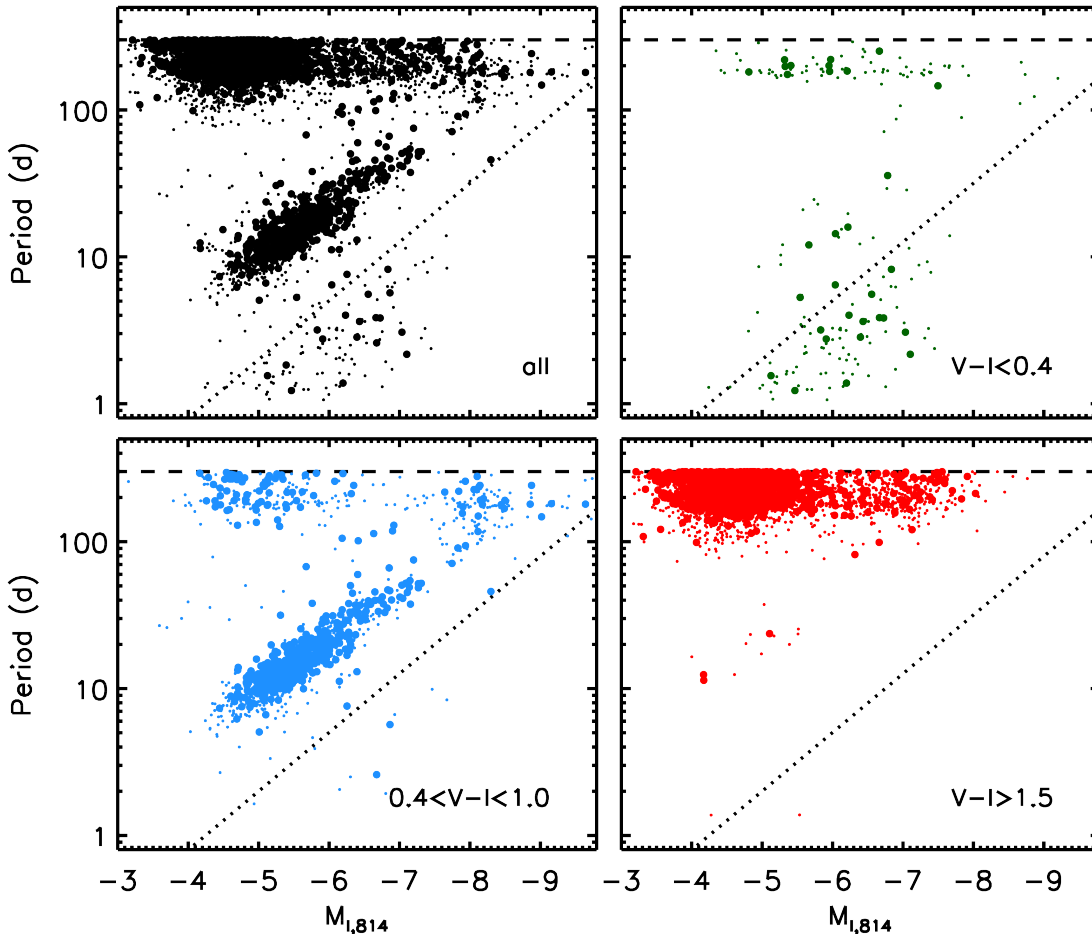 Period (d)
100
10
1
all
V−I<0.4
Period (d)
100
10
1
0.4<V−I<1.0
V−I>1.5
−3 −4 −5 −6 −7 −8 −9
−3 −4 −5 −6 −7 −8 −9
M_I,814
M_I,814